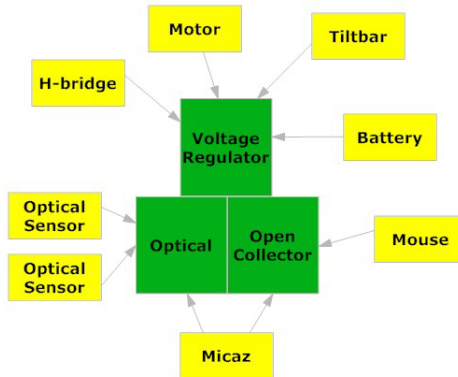 Motor
Tiltbar
H-bridge
Voltage
Regulator
Battery
Optical
Sensor
Optical
Open
Collector
Mouse
Optical
Sensor
Micaz